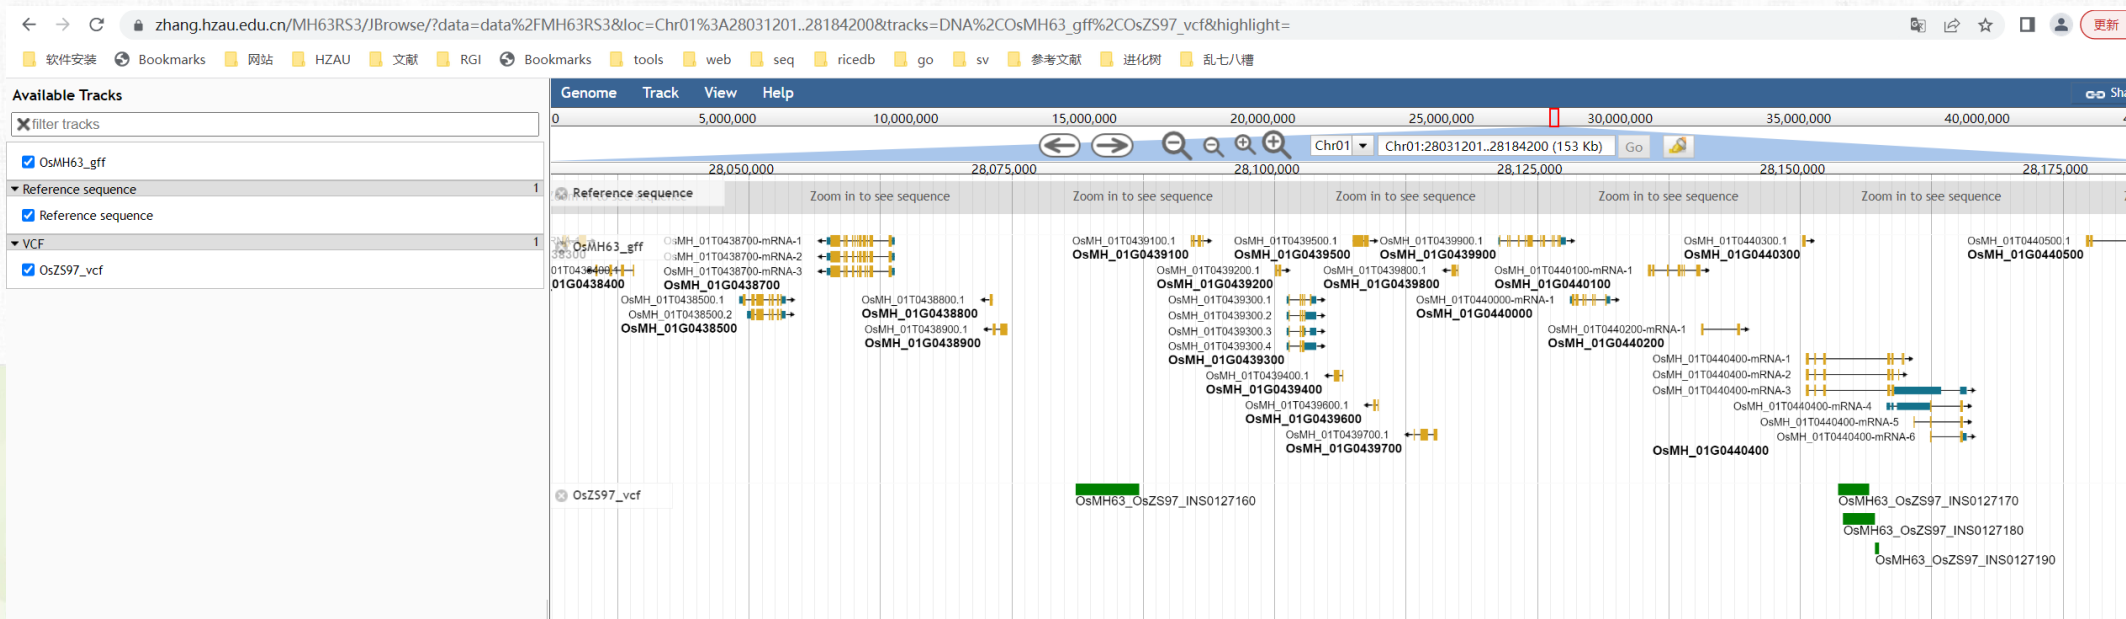 zhang.hzau.edu.cn/MH63RS3/JBrowse/?data=data%2FMH63RS3&loc=Chr01%3A28031201..28184200&tracks=DNA%2COsMH63_gff%2COsZS97_vcf&highlight=
更新
软件安装 Bookmarks 网站 HZAU 文献 RGI Bookmarks tools web seq ricedb go sv 参考文献 进化树 乱七八糟
Available Tracks
filter tracks
OsMH63_gff
Reference sequence 1
Reference sequence
VCF 1
OsZS97_vcf
Genome Track View Help
Sha
0 5,000,000 10,000,000 15,000,000 20,000,000 25,000,000 30,000,000 35,000,000 40,000,000
Chr01 Chr01:28031201..28184200 (153 Kb) Go
28,050,000 28,075,000 28,100,000 28,125,000 28,150,000 28,175,000
Reference sequence Zoom in to see sequence Zoom in to see sequence Zoom in to see sequence Zoom in to see sequence Zoom in to see sequence
OsMH63_gff
OsMH_01T0438700-mRNA-1 OsMH_01T0439100.1 OsMH_01T0439500.1 OsMH_01T0439900.1 OsMH_01T0440300.1 OsMH_01T0440500.1
38300 OsMH_01T0438700-mRNA-2 OsMH_01G0439100 OsMH_01G0439500 OsMH_01G0439900 OsMH_01G0440300 OsMH_01G0440500
01T0438400.1 OsMH_01T0438700-mRNA-3 OsMH_01T0439200.1 OsMH_01T0439800.1 OsMH_01T0440100-mRNA-1
01G0438400 OsMH_01G0438700 OsMH_01G0439200 OsMH_01G0439800 OsMH_01G0440100
OsMH_01T0438500.1 OsMH_01T0438800.1 OsMH_01T0439300.1 OsMH_01T0440000-mRNA-1
OsMH_01T0438500.2 OsMH_01G0438800 OsMH_01T0439300.2 OsMH_01G0440000
OsMH_01G0438500 OsMH_01T0438900.1 OsMH_01T0439300.3 OsMH_01T0440200-mRNA-1
OsMH_01G0438900 OsMH_01T0439300.4 OsMH_01G0440200
OsMH_01G0439300 OsMH_01T0440400-mRNA-1
OsMH_01T0439400.1 OsMH_01T0440400-mRNA-2
OsMH_01G0439400 OsMH_01T0440400-mRNA-3
OsMH_01T0439600.1 OsMH_01T0440400-mRNA-4
OsMH_01G0439600 OsMH_01T0440400-mRNA-5
OsMH_01T0439700.1 OsMH_01T0440400-mRNA-6
OsMH_01G0439700 OsMH_01G0440400
OsZS97_vcf
OsMH63_OsZS97_INS0127160 OsMH63_OsZS97_INS0127170
OsMH63_OsZS97_INS0127180
OsMH63_OsZS97_INS0127190